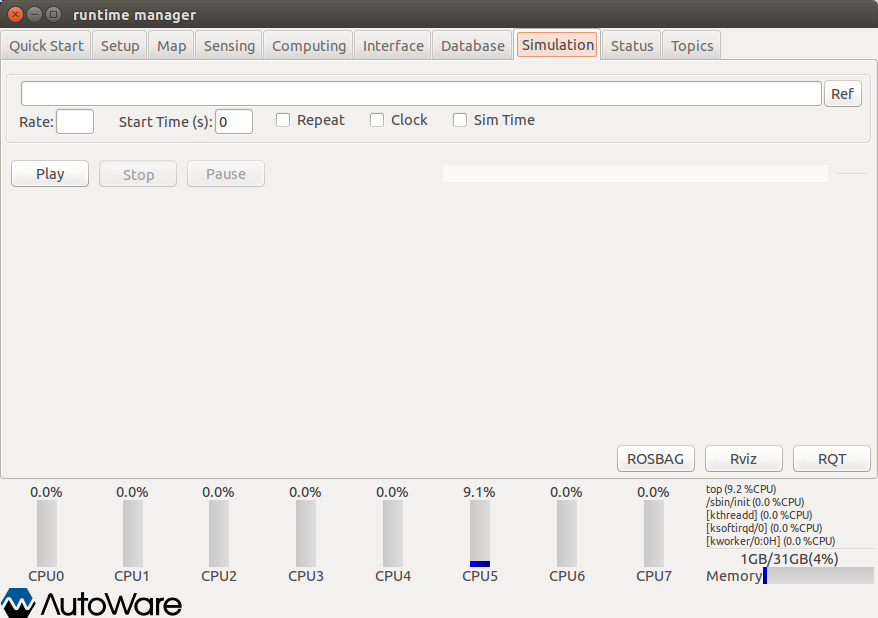 runtime manager
Quick Start Setup Map Sensing Computing Interface Database Simulation Status Topics
Ref
Rate: Start Time (s): 0 Repeat Clock Sim Time
Play Stop Pause
ROSBAG Rviz RQT
0.0% 0.0% 0.0% 0.0% 0.0% 9.1% 0.0% 0.0%
CPU0 CPU1 CPU2 CPU3 CPU4 CPU5 CPU6 CPU7
top (9.2 %CPU)
/sbin/init (0.0 %CPU)
[kthreadd] (0.0 %CPU)
[ksoftirqd/0] (0.0 %CPU)
[kworker/0:0H] (0.0 %CPU)
1GB/31GB(4%)
Memory
AutoWare